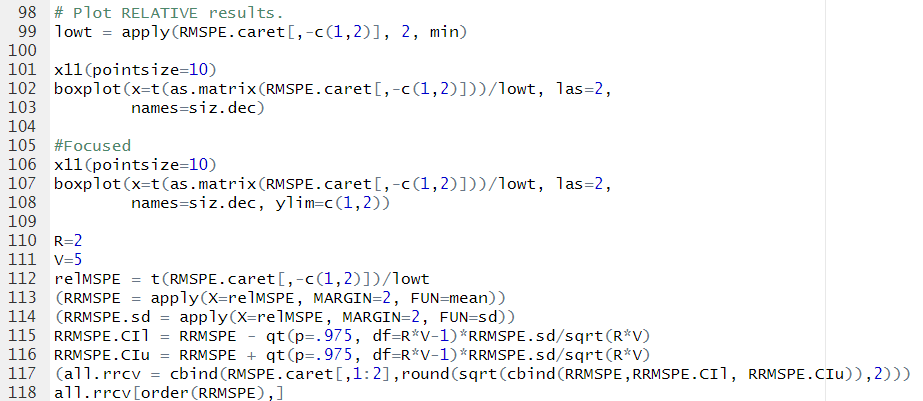 98 # Plot RELATIVE results.
99 lowt = apply(RMSPE.caret[,-c(1,2)], 2, min)
100
101 x11(pointsize=10)
102 boxplot(x=t(as.matrix(RMSPE.caret[,-c(1,2)]))/lowt, las=2,
103         names=siz.dec)
104
105 #Focused
106 x11(pointsize=10)
107 boxplot(x=t(as.matrix(RMSPE.caret[,-c(1,2)]))/lowt, las=2,
108         names=siz.dec, ylim=c(1,2))
109
110 R=2
111 V=5
112 relMSPE = t(RMSPE.caret[,-c(1,2)])/lowt
113 (RRMSPE = apply(X=relMSPE, MARGIN=2, FUN=mean))
114 (RRMSPE.sd = apply(X=relMSPE, MARGIN=2, FUN=sd))
115 RRMSPE.CIl = RRMSPE - qt(p=.975, df=R*V-1)*RRMSPE.sd/sqrt(R*V)
116 RRMSPE.CIu = RRMSPE + qt(p=.975, df=R*V-1)*RRMSPE.sd/sqrt(R*V)
117 (all.rrcv = cbind(RMSPE.caret[,1:2],round(sqrt(cbind(RRMSPE,RRMSPE.CIl, RRMSPE.CIu)),2)))
118 all.rrcv[order(RRMSPE),]